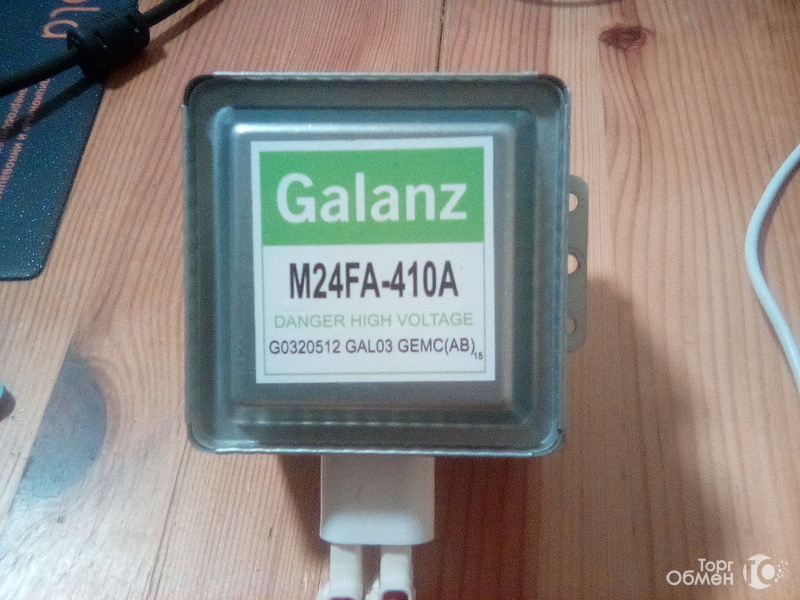 Galanz
M24FA-410A
DANGER HIGH VOLTAGE
G0320512 GAL03 GEMC(AB) 15
Торг
Обмен